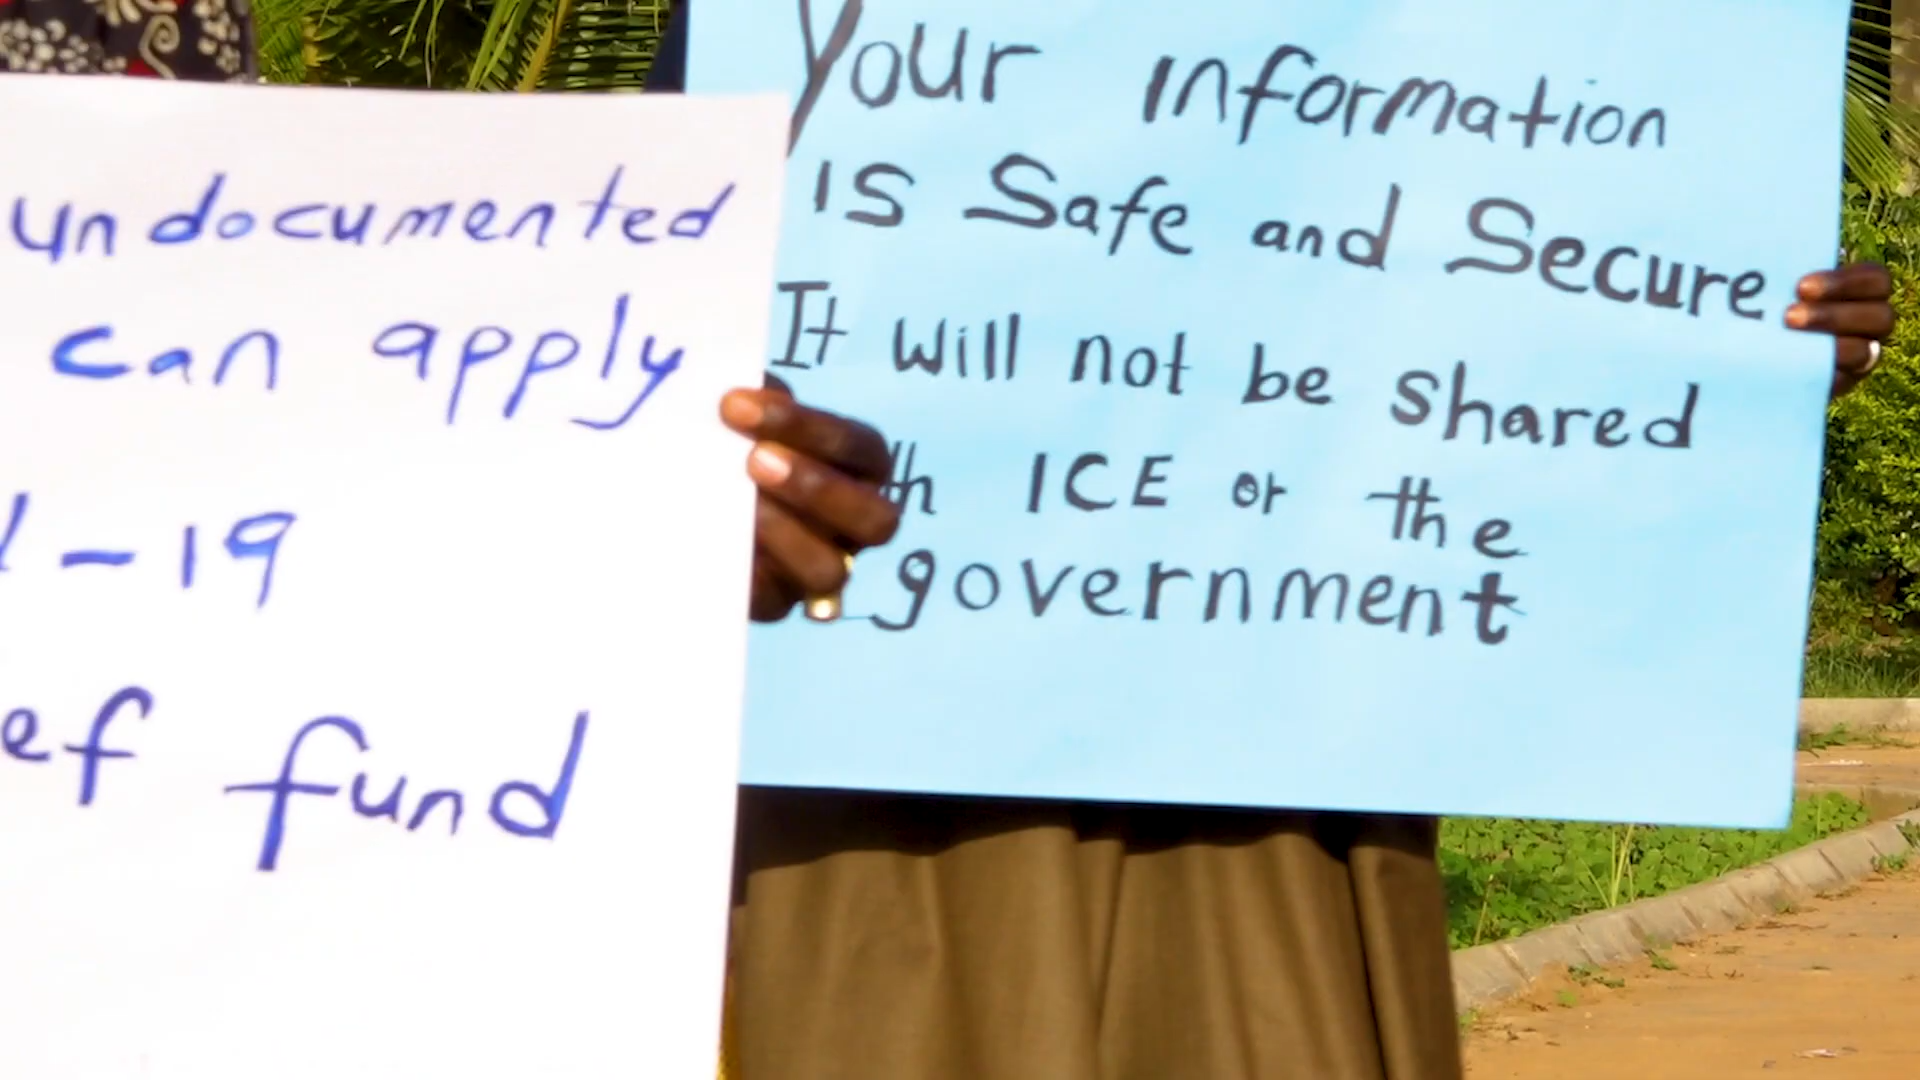 undocumented
can apply
-19
fund
Your information
is Safe and Secure
It will not be shared
ICE or the
government